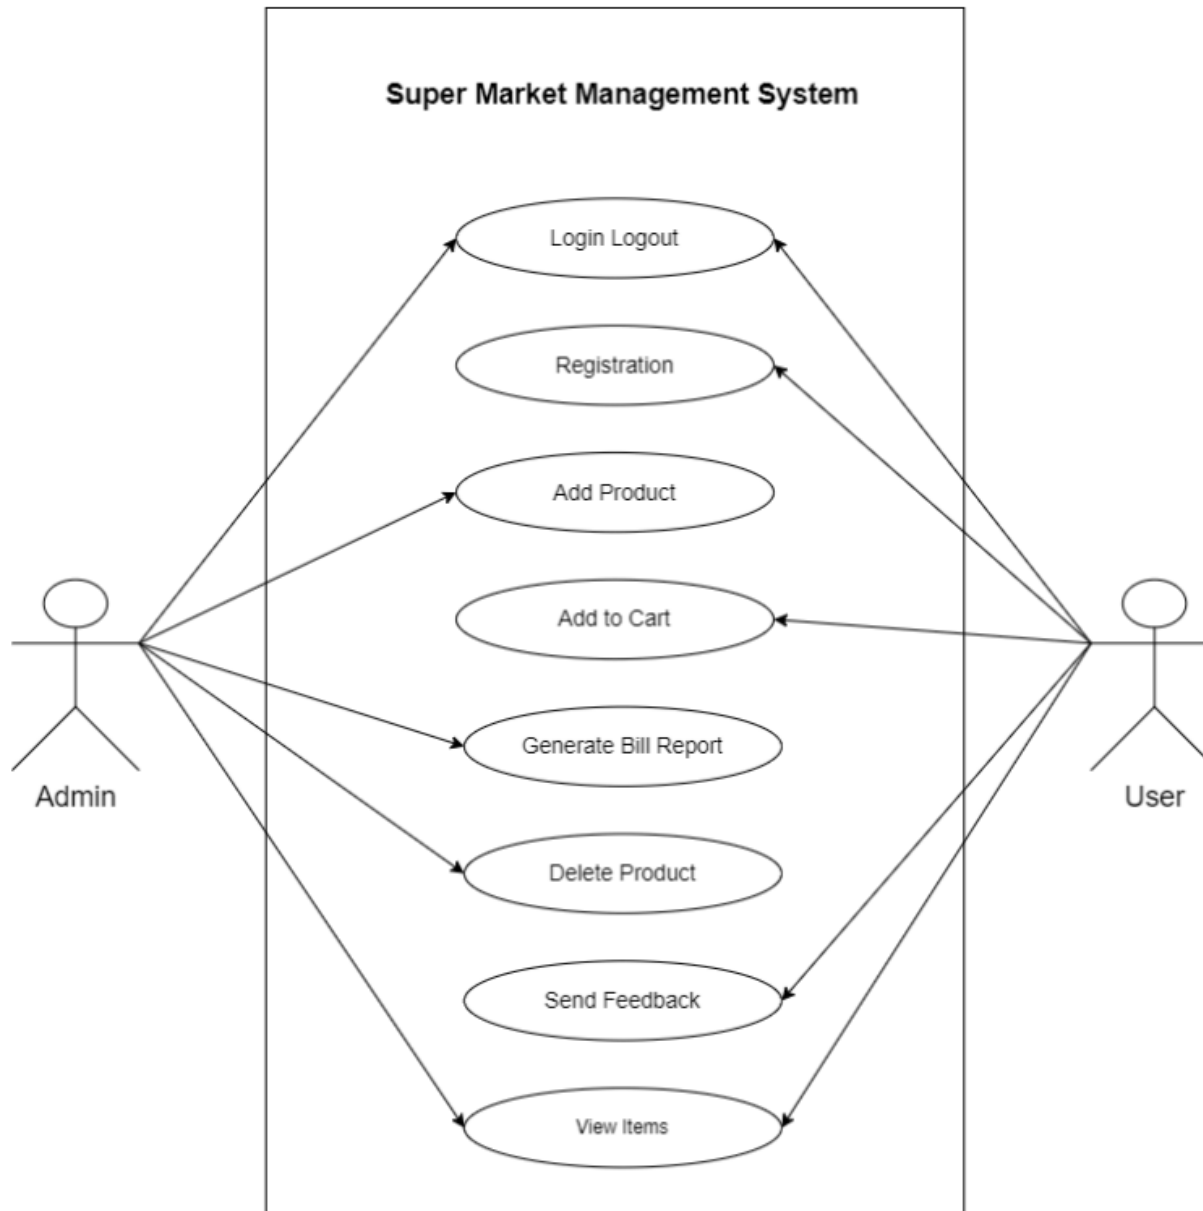 Super Market Management System
Login Logout
Registration
Add Product
Add to Cart
Generate Bill Report
Admin
User
Delete Product
Send Feedback
View Items